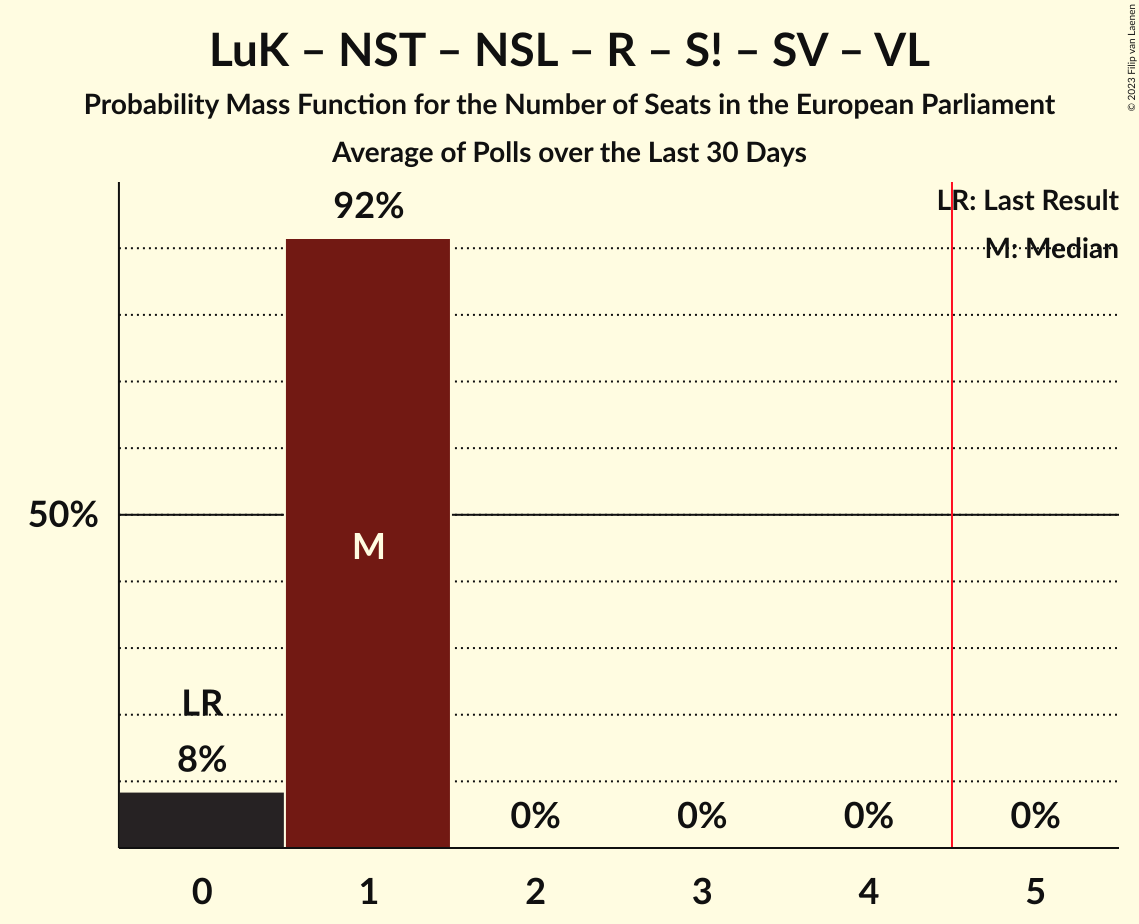 LuK – NST – NSL – R – S! – SV – VL
Probability Mass Function for the Number of Seats in the European Parliament
Average of Polls over the Last 30 Days
© 2023 Filip van Laenen
LR: Last Result
M: Median
92%
50%
M
LR
8%
0%
0%
0%
0%
0
1
2
3
4
5